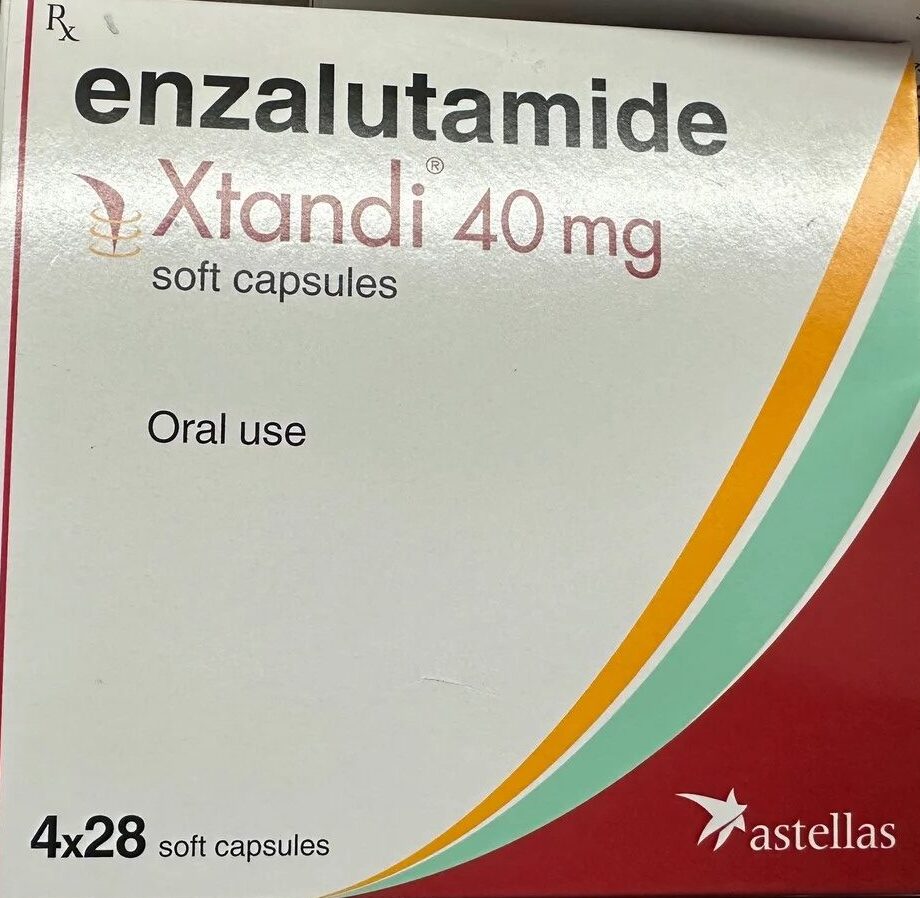 Rx
enzalutamide
Xtandi® 40 mg
soft capsules
Oral use
4x28 soft capsules
astellas